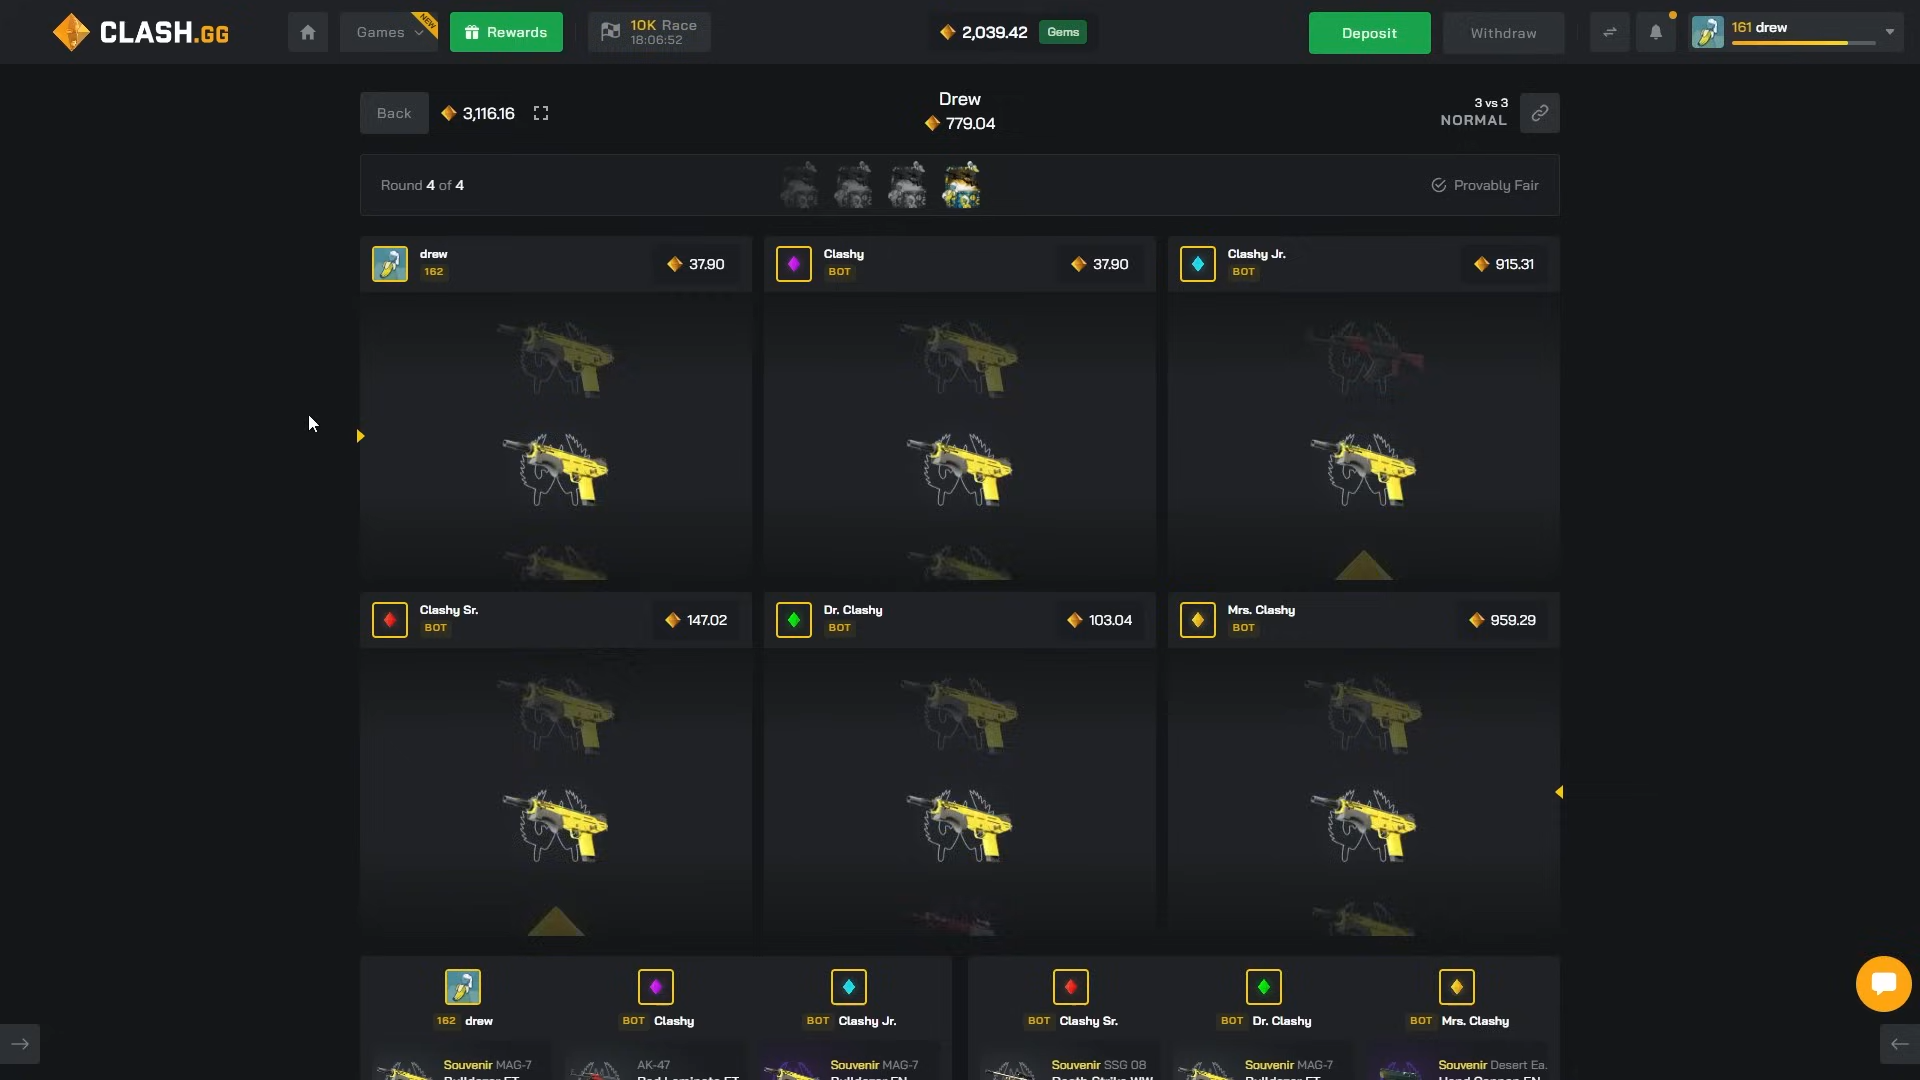 CLASH.GG
Games
NEW
Rewards
10K Race
18:06:52
2,039.42 Gems
Deposit
Withdraw
161 drew
Back
3,116.16
Drew
779.04
3 vs 3
NORMAL
Round 4 of 4
Provably Fair
drew
162
37.90
Clashy
BOT
37.90
Clashy Jr.
BOT
915.31
Clashy Sr.
BOT
147.02
Dr. Clashy
BOT
103.04
Mrs. Clashy
BOT
959.29
162 drew
BOT Clashy
BOT Clashy Jr.
BOT Clashy Sr.
BOT Dr. Clashy
BOT Mrs. Clashy
Souvenir MAG-7
AK-47
Souvenir MAG-7
Souvenir SSG 08
Souvenir MAG-7
Souvenir Desert Ea.